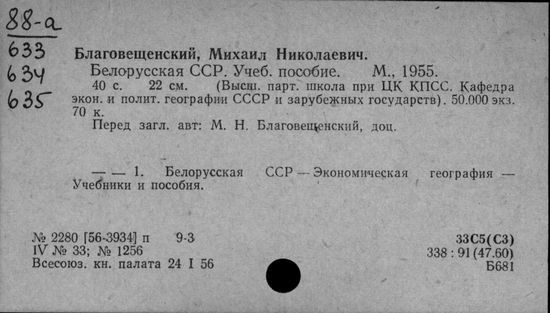 88-а
633
634
635
Благовещенский, Михаил Николаевич.
Белорусская ССР. Учеб. пособие. М., 1955.
40 с. 22 см. (Высш. парт. школа при ЦК КПСС. Кафедра
экон. и полит. географии СССР и зарубежных государств). 50.000 экз.
70 к.
Перед загл. авт: М. Н. Благовещенский, доц.
— — 1. Белорусская ССР — Экономическая география —
Учебники и пособия.
№ 2280 [56-3934] п 9-3 33С5(С3)
IV № 33; № 1256 338 : 91 (47.60)
Всесоюз. кн. палата 24 I 56 Б681